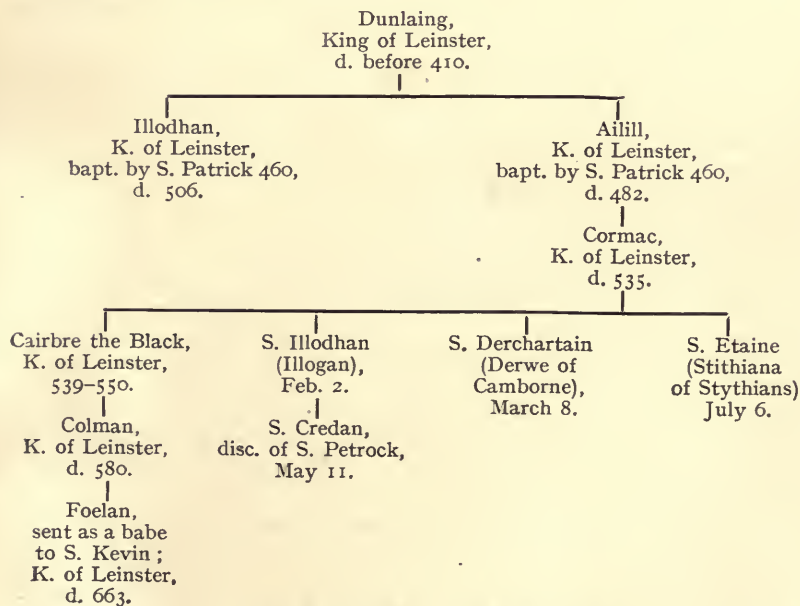 Dunlaing,
King of Leinster,
d. before 410.
Illodhan,
K. of Leinster,
bapt. by S. Patrick 460,
d. 506.
Ailill,
K. of Leinster,
bapt. by S. Patrick 460,
d. 482.
Cormac,
K. of Leinster,
d. 535.
Cairbre the Black,
K. of Leinster,
539–550.
Colman,
K. of Leinster,
d. 580.
Foelan,
sent as a babe
to S. Kevin ;
K. of Leinster,
d. 663.
S. Illodhan
(Illogan),
Feb. 2.
S. Credan,
disc. of S. Petrock,
May 11.
S. Derchartain
(Derwe of
Camborne),
March 8.
S. Etaine
(Stithiana
of Stythians)
July 6.